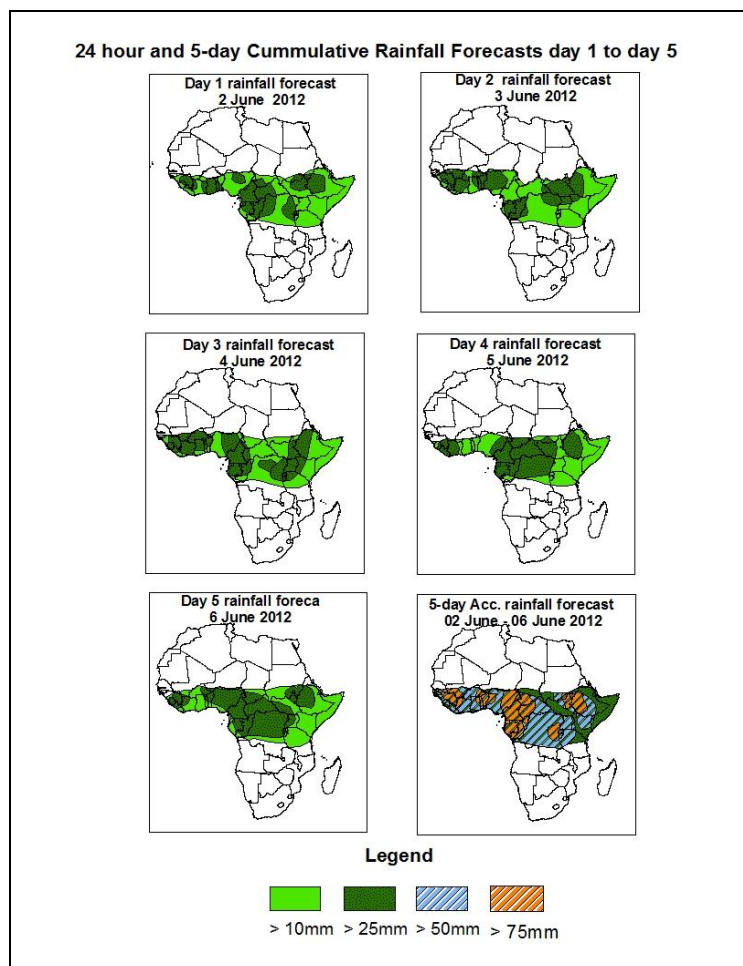 24 hour and 5-day Cummulative Rainfall Forecasts day 1 to day 5
Day 1 rainfall forecast
2 June 2012
Day 2 rainfall forecast
3 June 2012
Day 3 rainfall forecast
4 June 2012
Day 4 rainfall forecast
5 June 2012
Day 5 rainfall foreca
6 June 2012
5-day Acc. rainfall forecast
02 June - 06 June 2012
Legend
> 10mm > 25mm > 50mm > 75mm